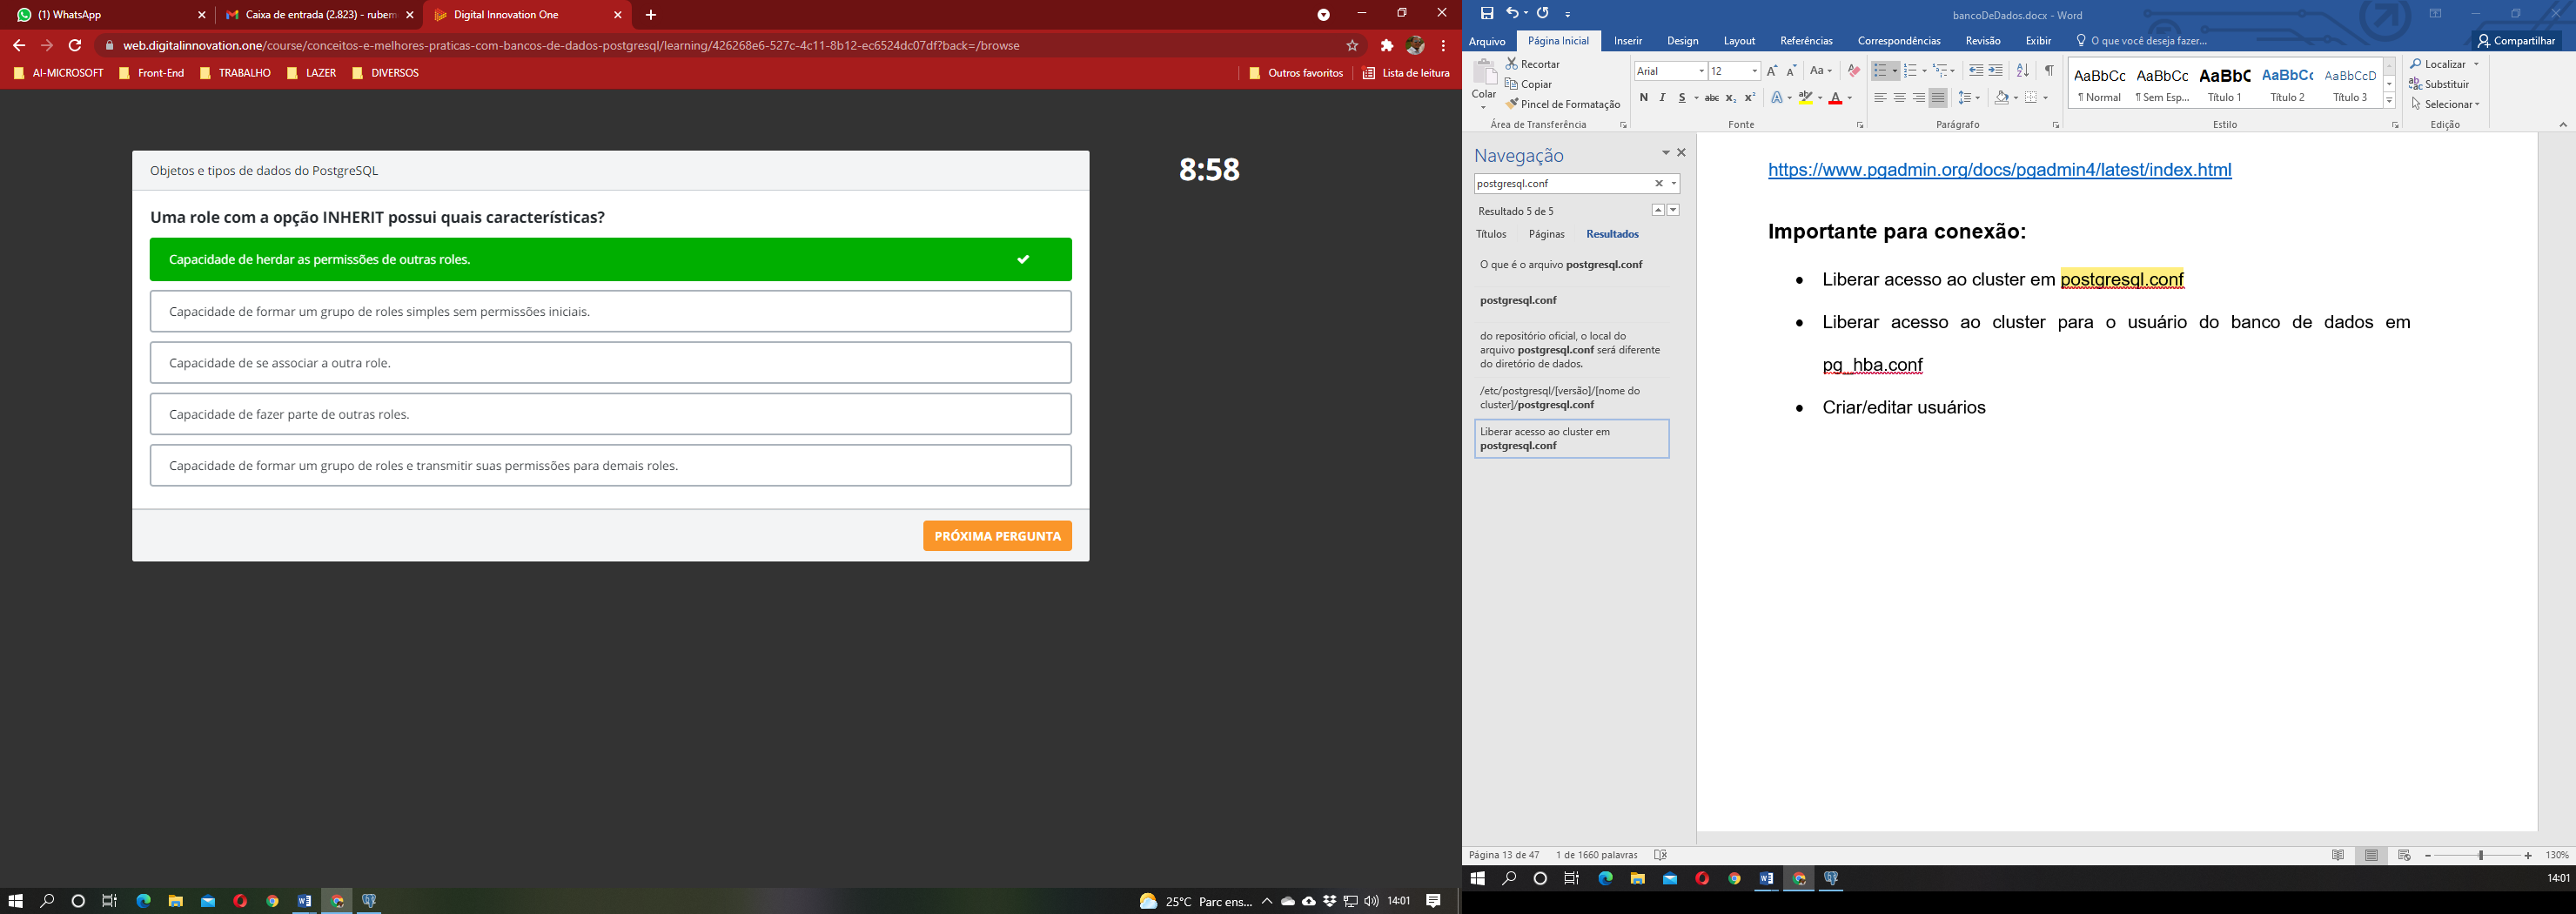 (1) WhatsApp
Caixa de entrada (2.823) - rubem
Digital Innovation One
web.digitalinnovation.one/course/conceitos-e-melhores-praticas-com-bancos-de-dados-postgresql/learning/426268e6-527c-4c11-8b12-ec6524dc07df?back=/browse
AI-MICROSOFT Front-End TRABALHO LAZER DIVERSOS Outros favoritos Lista de leitura
Objetos e tipos de dados do PostgreSQL
8:58
Uma role com a opção INHERIT possui quais características?
Capacidade de herdar as permissões de outras roles.
Capacidade de formar um grupo de roles simples sem permissões iniciais.
Capacidade de se associar a outra role.
Capacidade de fazer parte de outras roles.
Capacidade de formar um grupo de roles e transmitir suas permissões para demais roles.
PRÓXIMA PERGUNTA
25°C Parc ens... 14:01
bancoDeDados.docx - Word
Arquivo Página Inicial Inserir Design Layout Referências Correspondências Revisão Exibir O que você deseja fazer... Compartilhar
Colar
Recortar
Copiar
Pincel de Formatação
Área de Transferência
Arial 12
Aa
N I S abc x₂ x²
Fonte
Parágrafo
AaBbCc AaBbCc AaBbC AaBbCc AaBbCcD
¶ Normal ¶ Sem Esp... Título 1 Título 2 Título 3
Estilo
Localizar
Substituir
Selecionar
Edição
Navegação
postgresql.conf
Resultado 5 de 5
Títulos Páginas Resultados
O que é o arquivo postgresql.conf
postgresql.conf
do repositório oficial, o local do
arquivo postgresql.conf será diferente
do diretório de dados.
/etc/postgresql/[versão]/[nome do
cluster]/postgresql.conf
Liberar acesso ao cluster em
postgresql.conf
https://www.pgadmin.org/docs/pgadmin4/latest/index.html
Importante para conexão:
• Liberar acesso ao cluster em postgresql.conf
• Liberar acesso ao cluster para o usuário do banco de dados em
pg_hba.conf
• Criar/editar usuários
Página 13 de 47 1 de 1660 palavras 130%
14:01